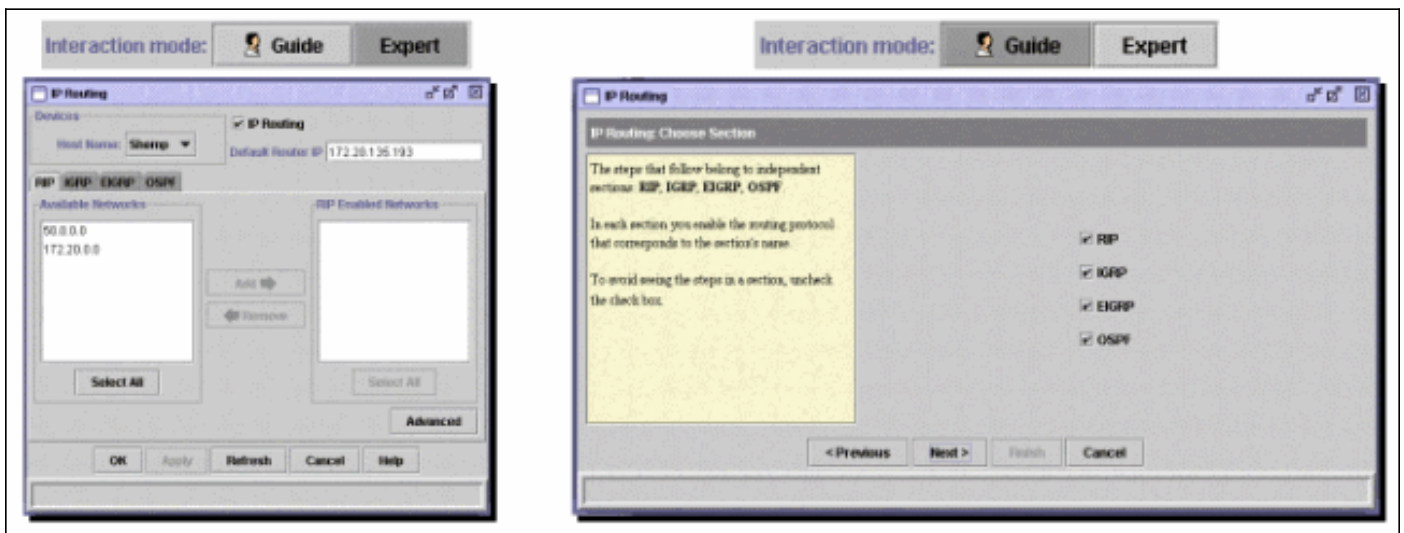 Interaction mode: Guide Expert
IP Routing
Devices
Host Name: Shemp
IP Routing
Default Router IP 172.20.135.193
RIP IGRP EIGRP OSPF
Available Networks
50.0.0.0
172.20.0.0
Add
Remove
RIP Enabled Networks
Select All
Select All
Advanced
OK Apply Refresh Cancel Help
Interaction mode: Guide Expert
IP Routing
IP Routing: Choose Section
The steps that follow belong to independent
sections: RIP, IGRP, EIGRP, OSPF.
In each section you enable the routing protocol
that corresponds to the section's name.
To avoid seeing the steps in a section, uncheck
the check box.
RIP
IGRP
EIGRP
OSPF
< Previous Next > Finish Cancel